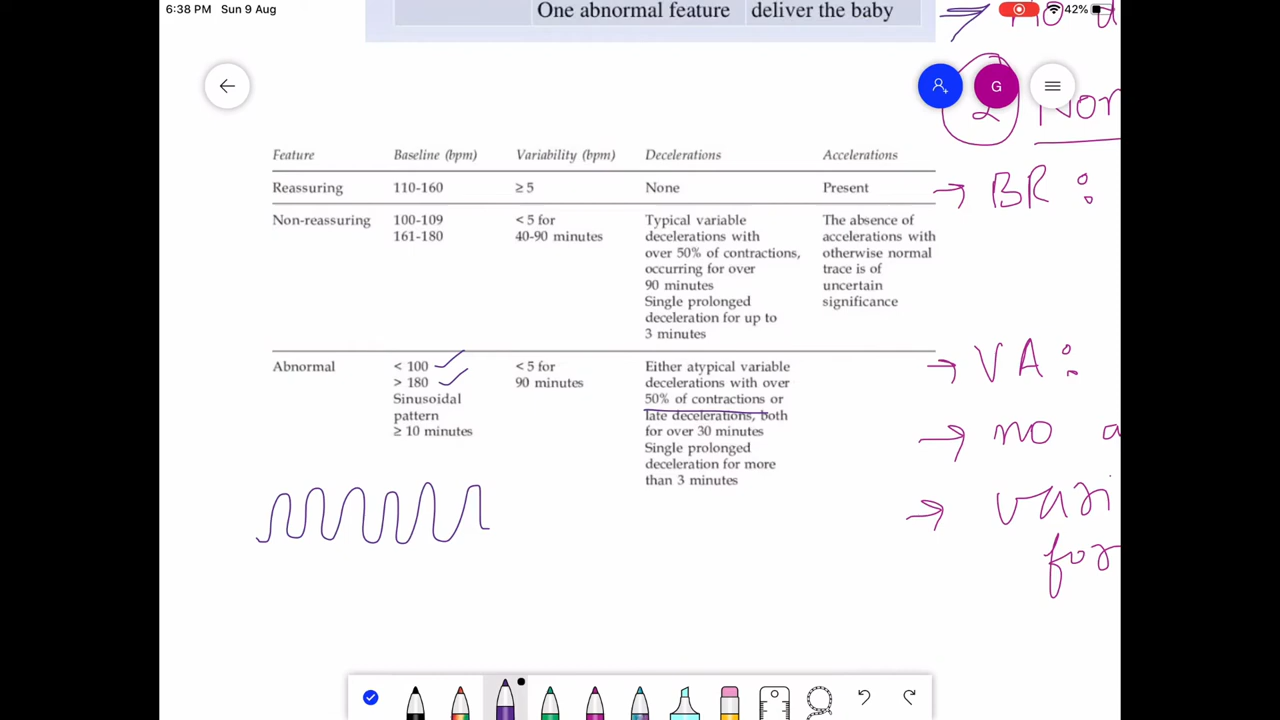 6:38 PM Sun 9 Aug
42%
One abnormal feature deliver the baby
G
2 Nor
Feature Baseline (bpm) Variability (bpm) Decelerations Accelerations
Reassuring 110-160 ≥ 5 None Present
→ BR :
Non-reassuring 100-109 < 5 for Typical variable The absence of
161-180 40-90 minutes decelerations with accelerations with
over 50% of contractions, otherwise normal
occurring for over trace is of
90 minutes uncertain
Single prolonged significance
deceleration for up to
3 minutes
→ VA :
Abnormal < 100 < 5 for Either atypical variable
> 180 90 minutes decelerations with over
Sinusoidal 50% of contractions or
pattern late decelerations, both
≥ 10 minutes for over 30 minutes
Single prolonged
deceleration for more
than 3 minutes
→ no a
→ vari
for